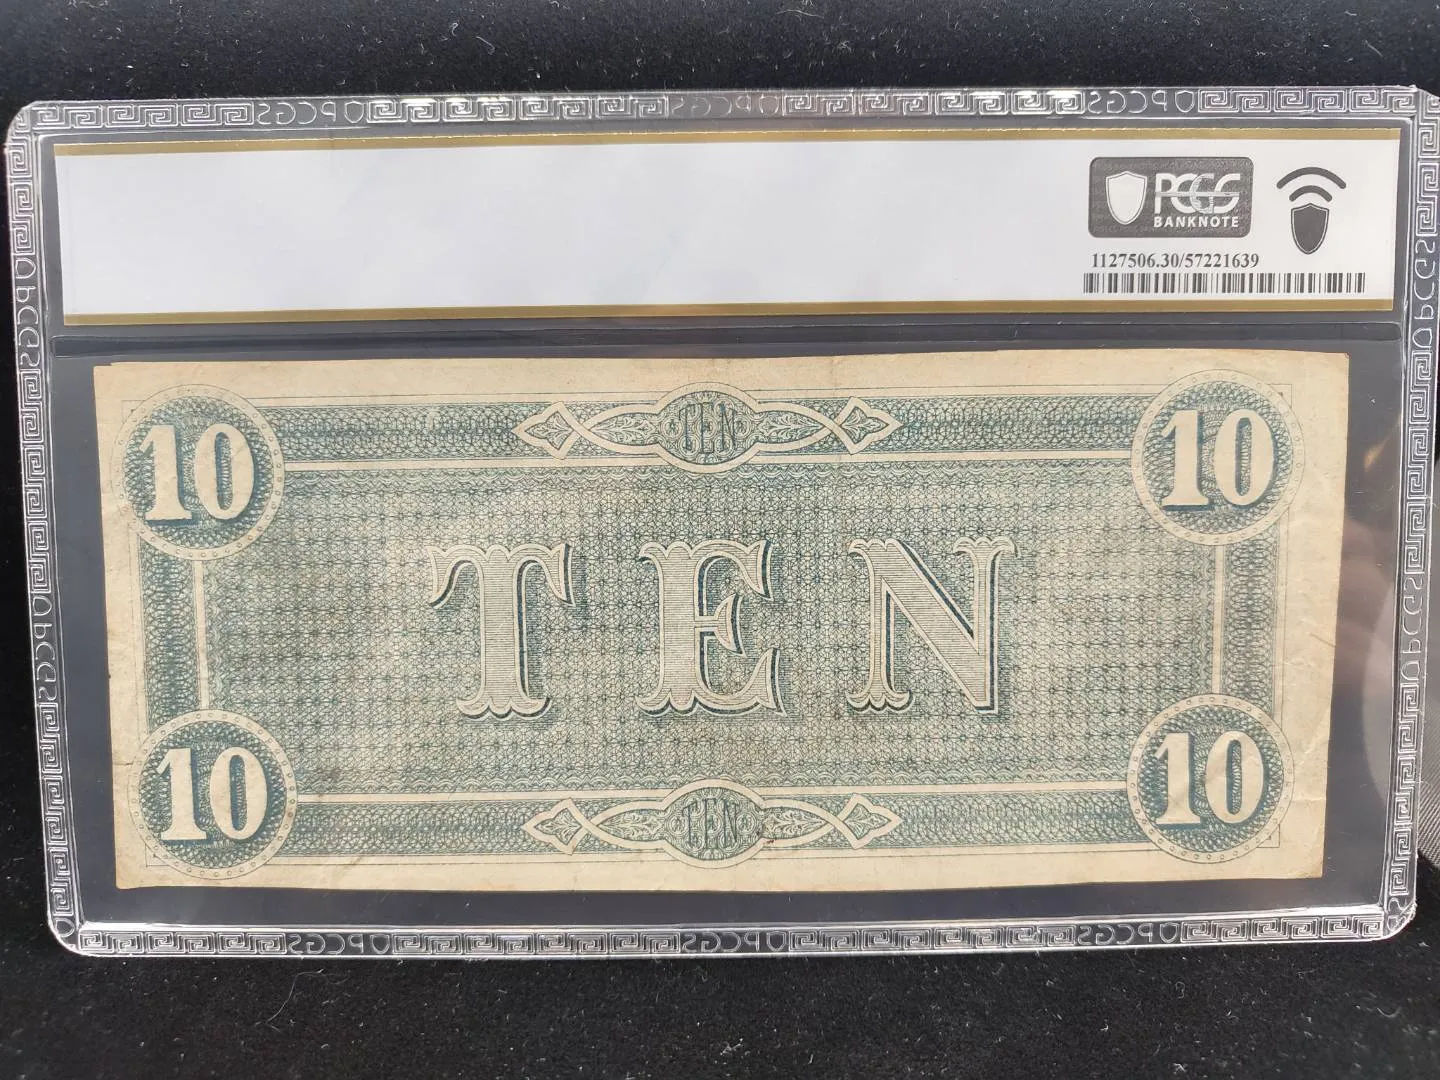 PCGS
BANKNOTE
1127506.30/57221639
10 TEN 10
TEN
10 TEN 10